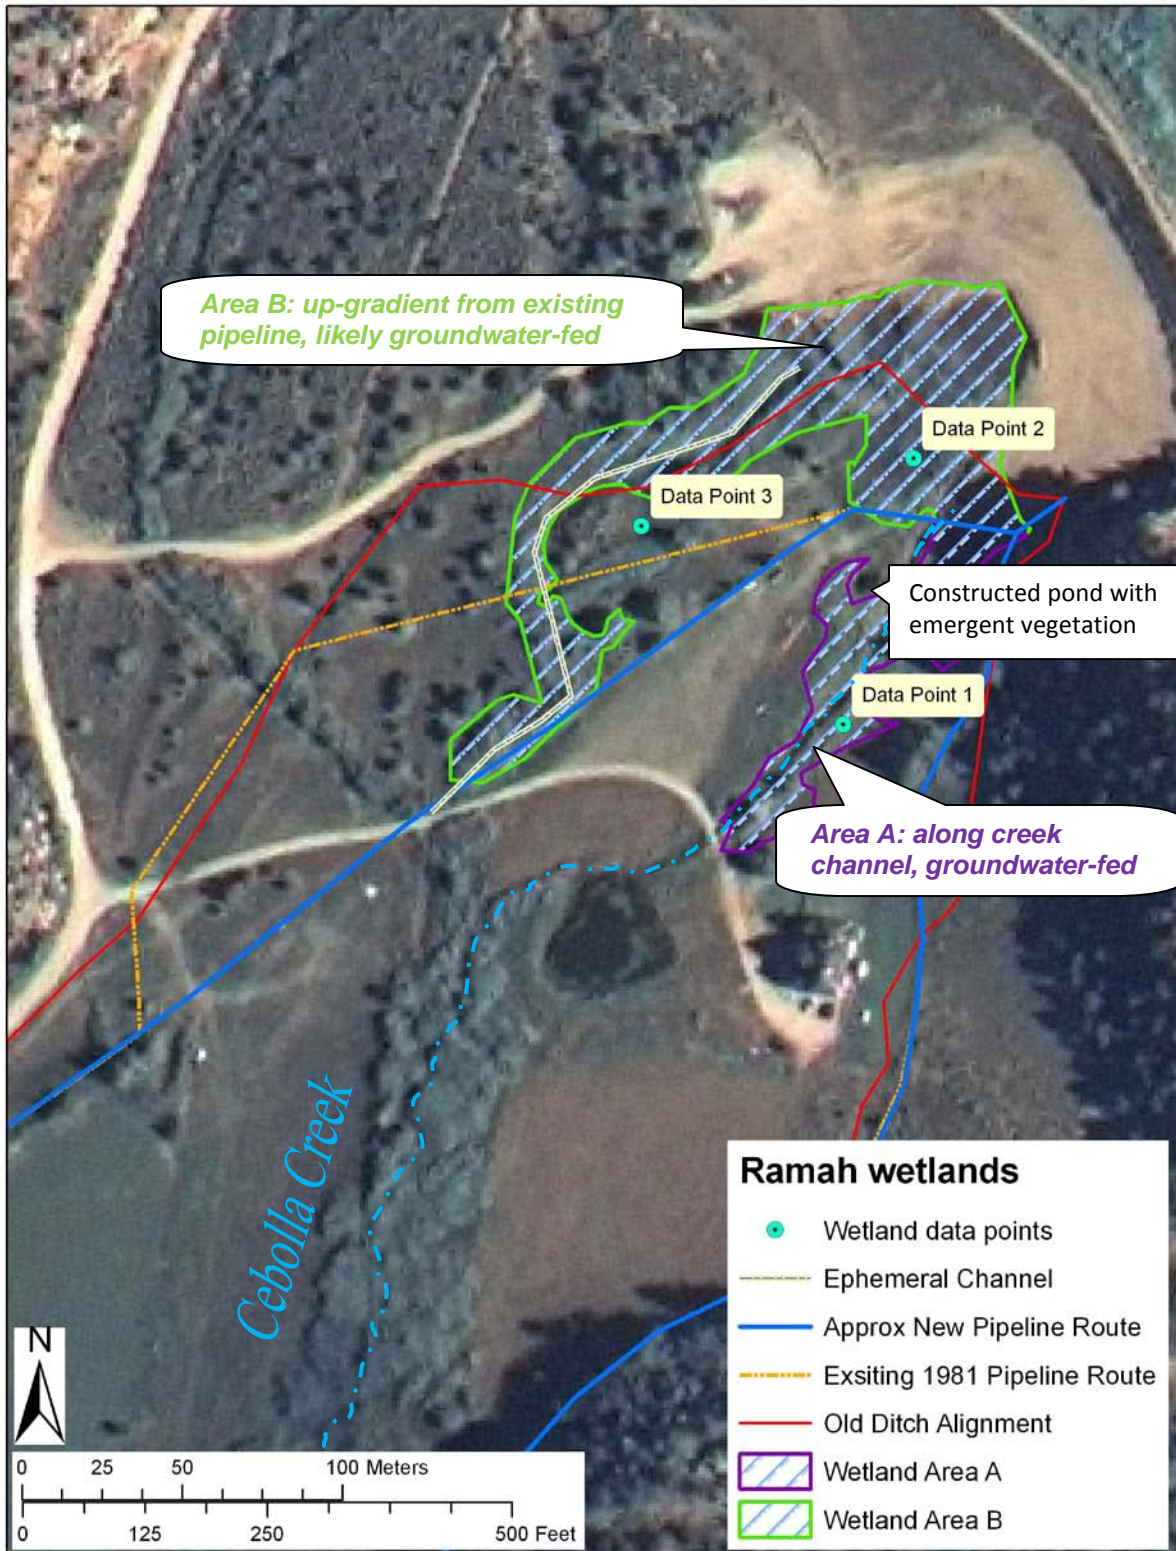 Area B: up-gradient from existing
pipeline, likely groundwater-fed
Data Point 2
Data Point 3
Constructed pond with
emergent vegetation
Data Point 1
Area A: along creek
channel, groundwater-fed
Cebolla Creek
Ramah wetlands
Wetland data points
Ephemeral Channel
Approx New Pipeline Route
Exsiting 1981 Pipeline Route
Old Ditch Alignment
Wetland Area A
Wetland Area B
N
0 25 50 100 Meters
0 125 250 500 Feet